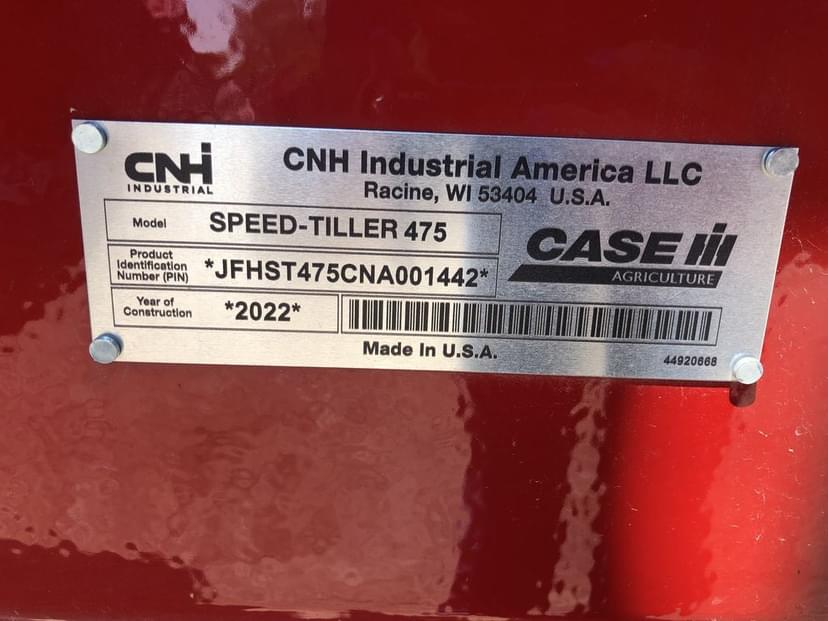 CNH
INDUSTRIAL
CNH Industrial America LLC
Racine, WI 53404 U.S.A.
Model
SPEED-TILLER 475
Product
Identification
Number (PIN)
*JFHST475CNA001442*
CASE IH
AGRICULTURE
Year of
Construction
*2022*
Made In U.S.A.
44920668